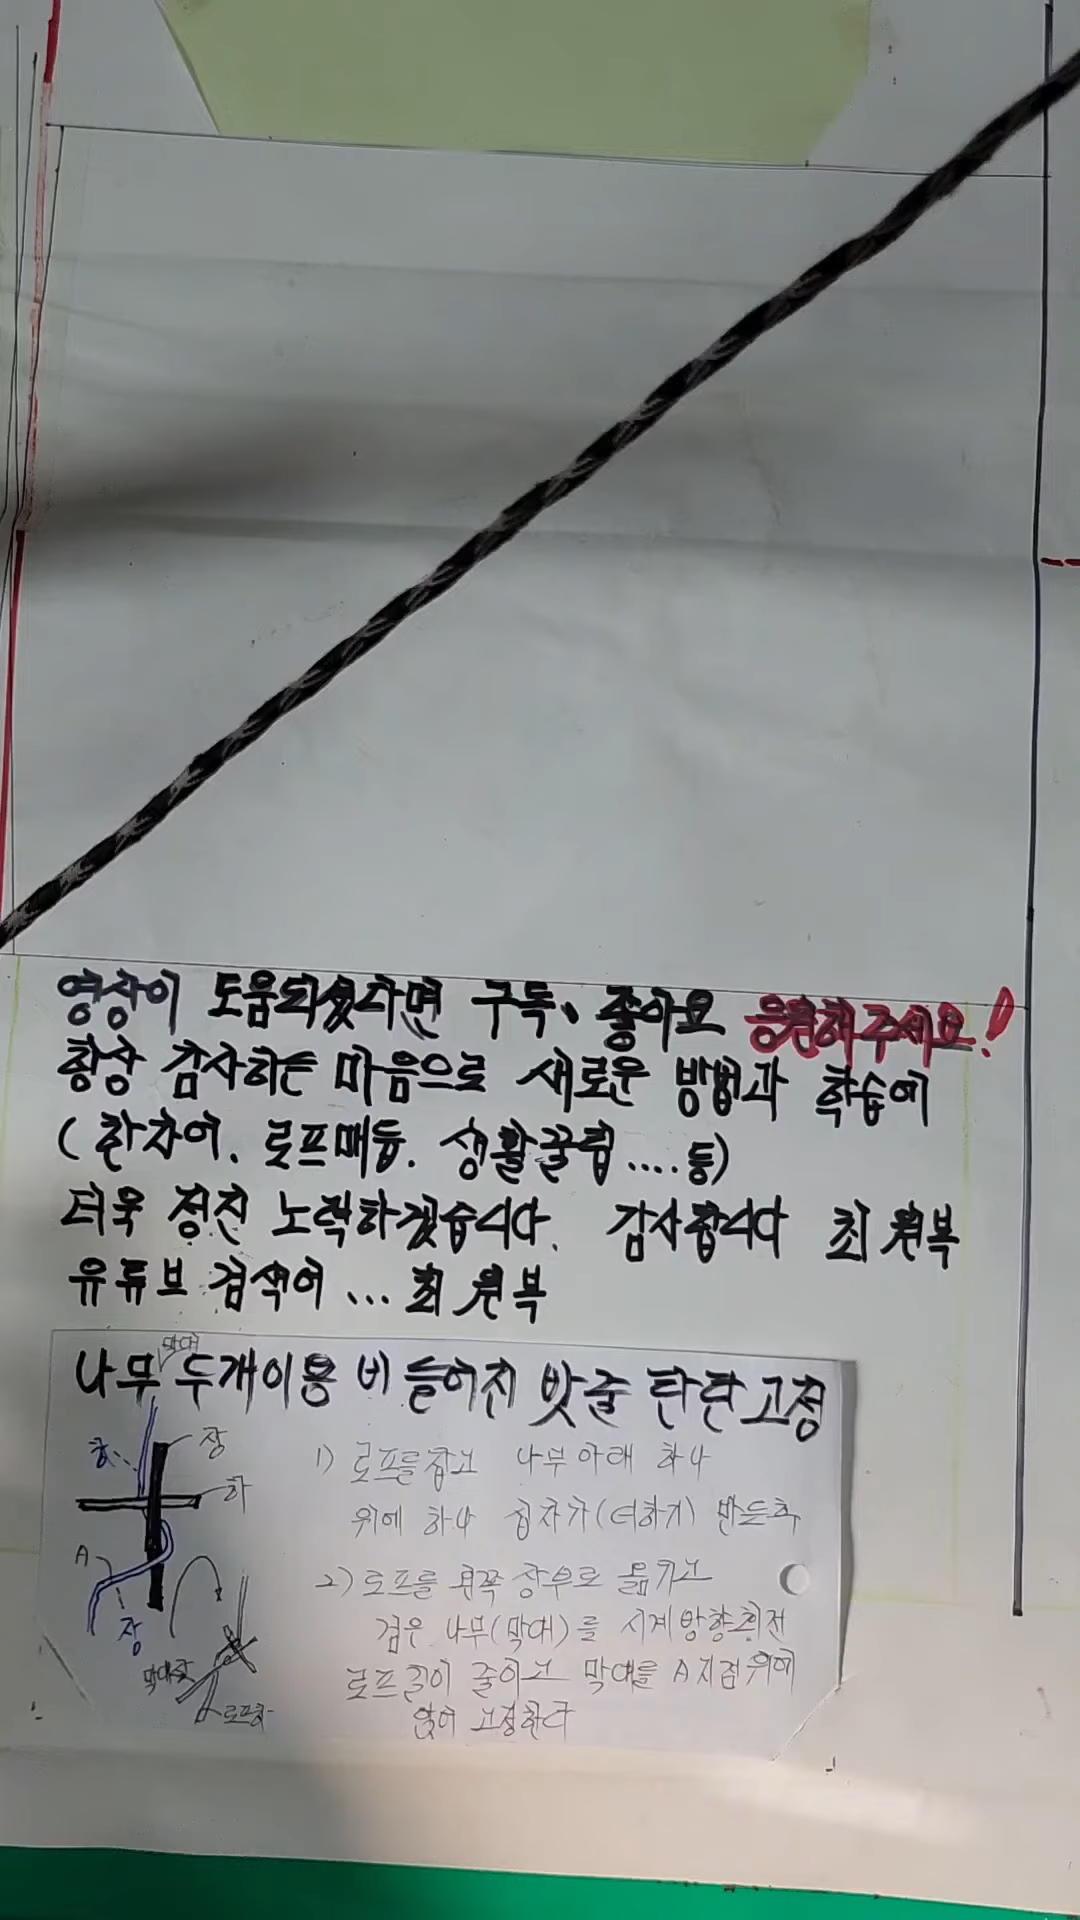 영상이 도움되셨다면 구독、좋아요 응원해주세요!
항상 감사하는 마음으로 새로운 방법과 학습에
(한자어. 로프매듭. 생활꿀팁....등)
더욱 정진 노력하겠습니다. 감사합니다 최원복
유튜브 검색어... 최원복
막대
나무 두개이용 비틀어진 밧줄 탄탄고정
장
하
하
A
장
막대장
로프하
1) 로프를잡고 나무아래 하나
위에 하나 십자가(더하기) 만든후
2) 로프를 왼쪽 장부로 옮기고
검은 나무(막대)를 시계방향회전
로프길이 줄이고 막대를 A지점위에
얹어 고정한다